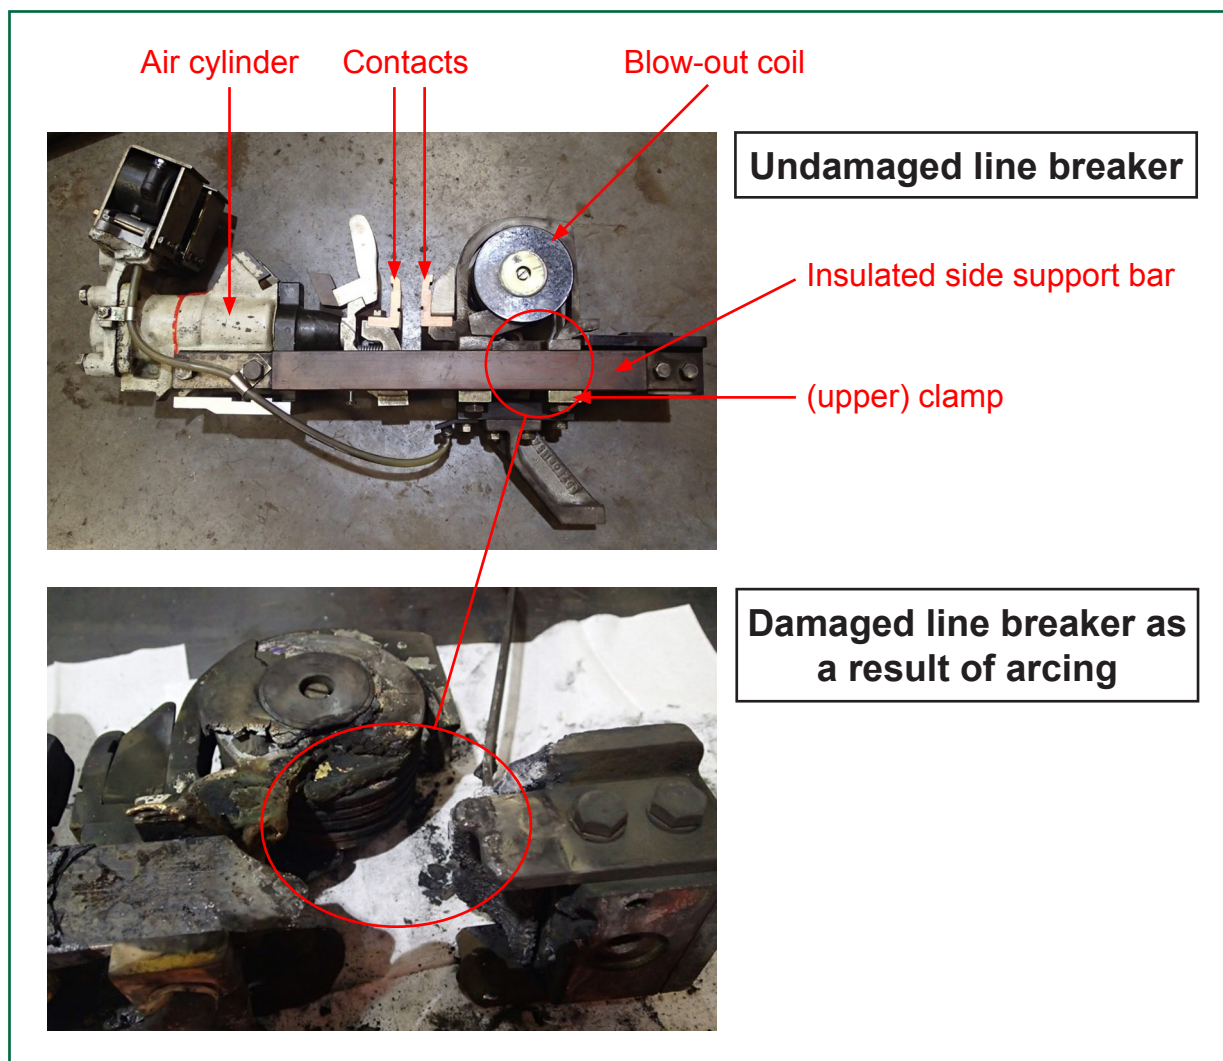 Air cylinder
Contacts
Blow-out coil
Undamaged line breaker
Insulated side support bar
(upper) clamp
Damaged line breaker as
a result of arcing